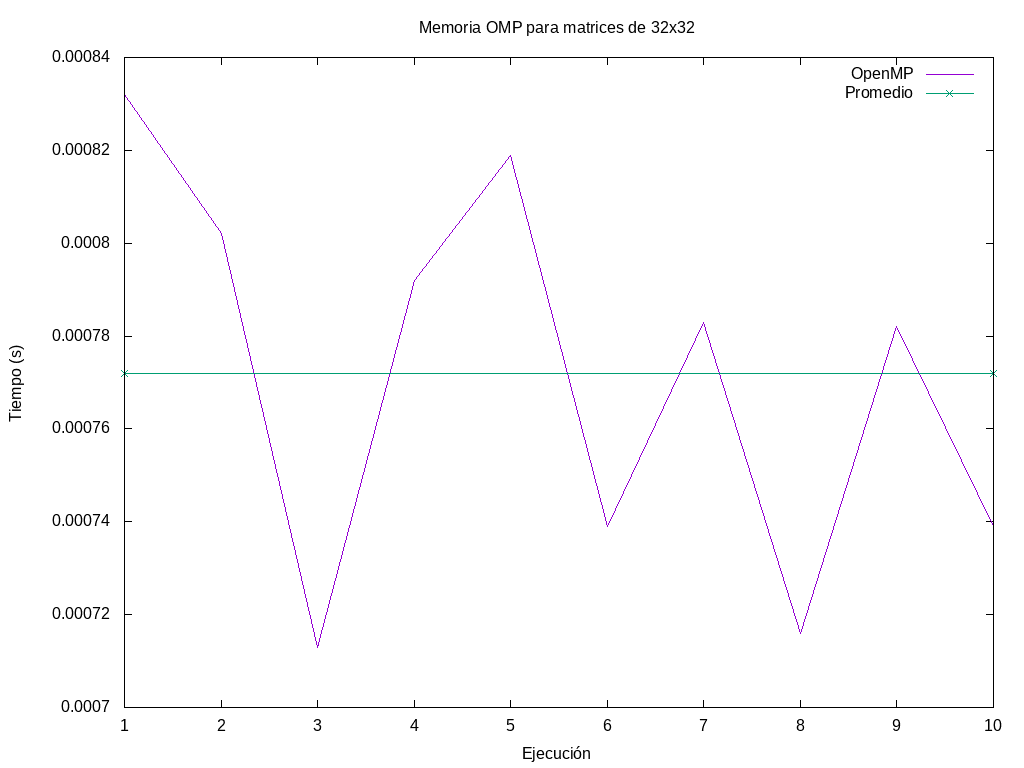 Memoria OMP para matrices de 32x32
OpenMP
Promedio
0.00084
0.00082
0.0008
0.00078
0.00076
0.00074
0.00072
0.0007
Tiempo (s)
1 2 3 4 5 6 7 8 9 10
Ejecución